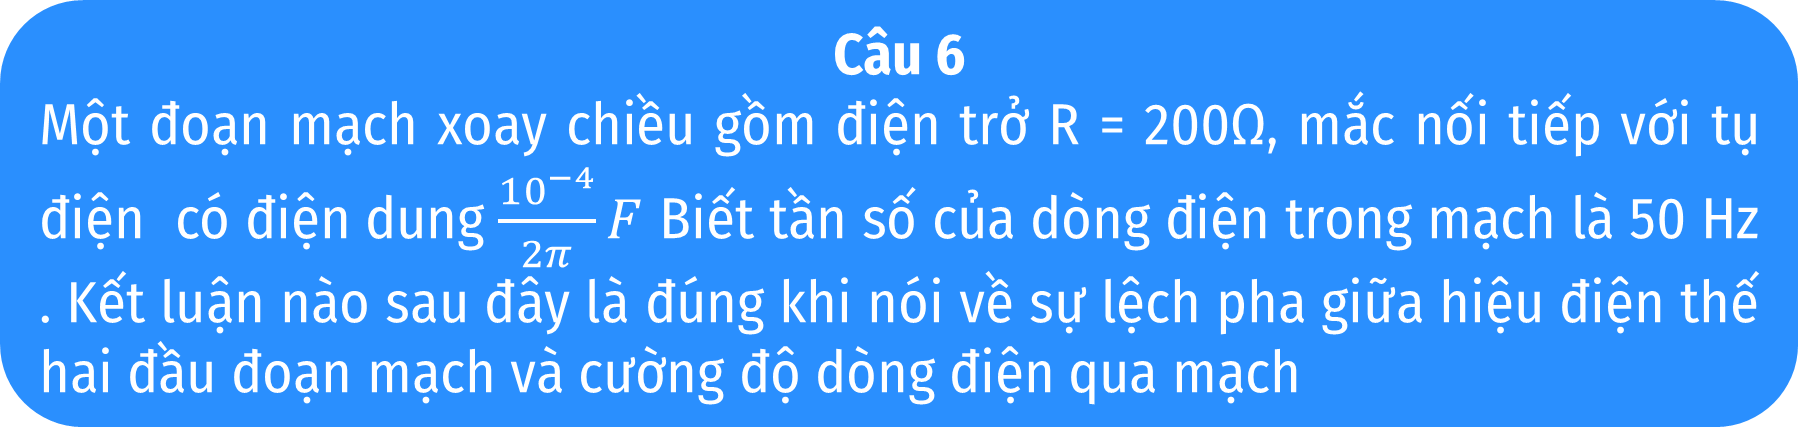 Câu 6
Một đoạn mạch xoay chiều gồm điện trở R = 200Ω, mắc nối tiếp với tụ
điện có điện dung \frac{10^{-4}}{2π} F Biết tần số của dòng điện trong mạch là 50 Hz
. Kết luận nào sau đây là đúng khi nói về sự lệch pha giữa hiệu điện thế
hai đầu đoạn mạch và cường độ dòng điện qua mạch